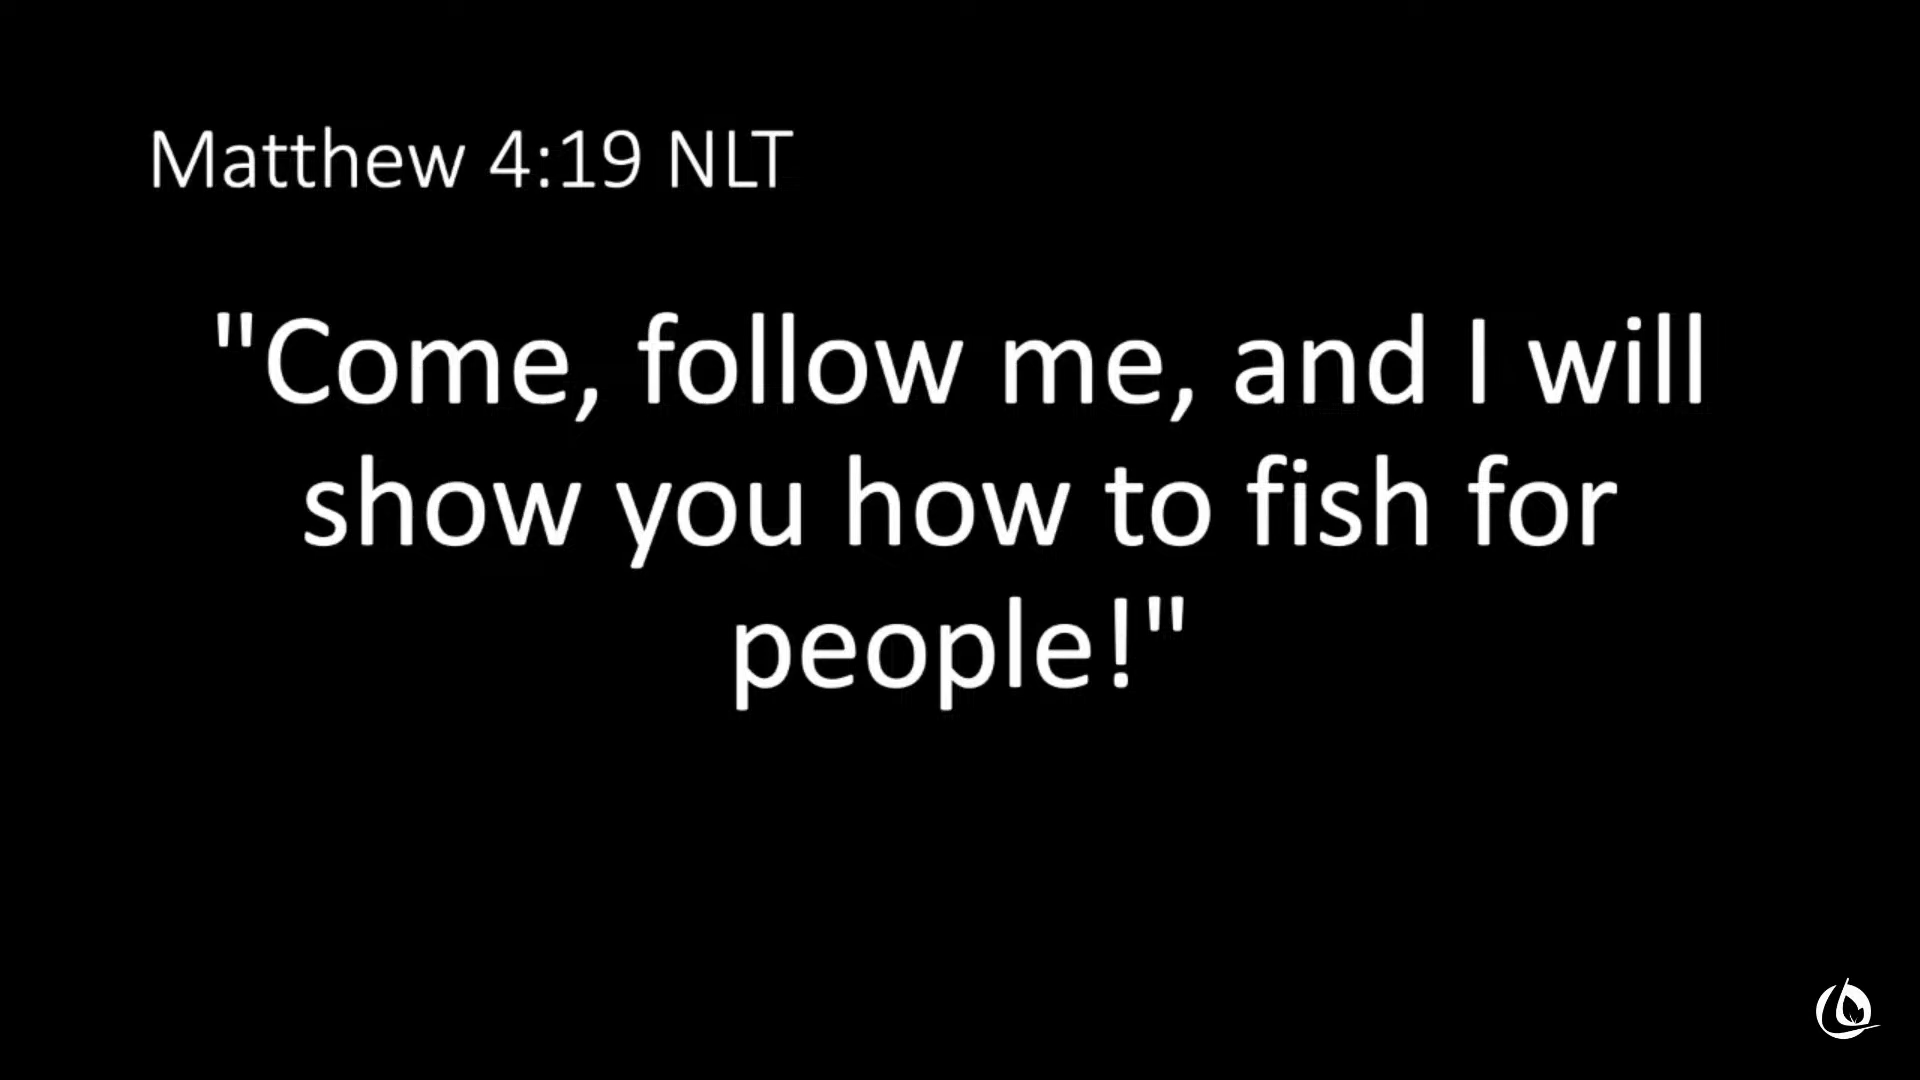 Matthew 4:19 NLT
"Come, follow me, and I will
show you how to fish for
people!"